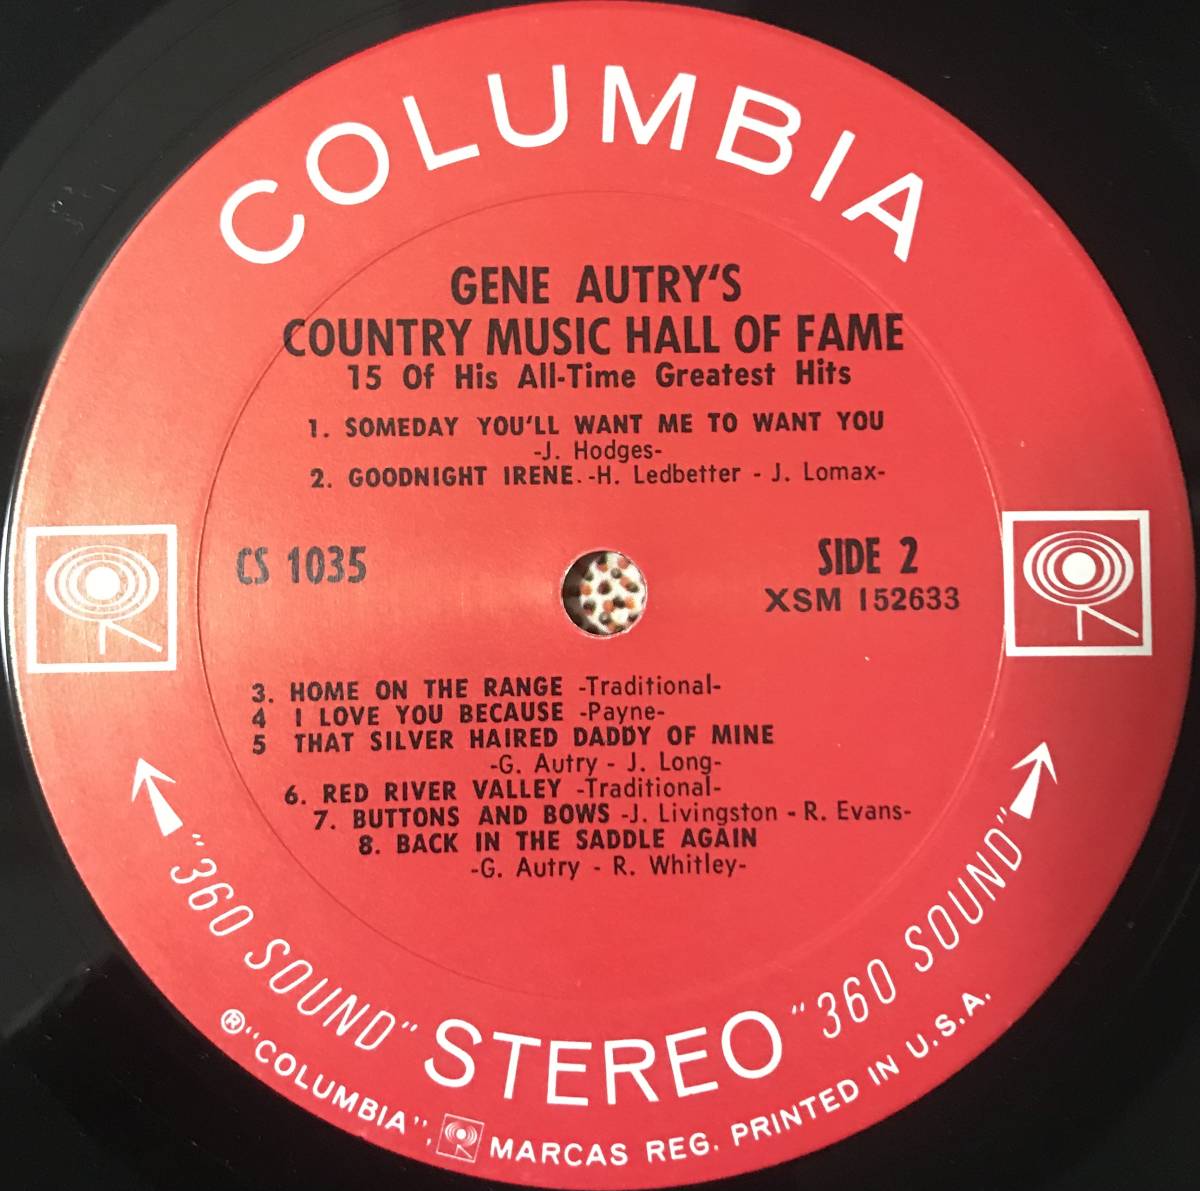 COLUMBIA
GENE AUTRY'S
COUNTRY MUSIC HALL OF FAME
15 Of His All-Time Greatest Hits
1. SOMEDAY YOU'LL WANT ME TO WANT YOU
-J. Hodges-
2. GOODNIGHT IRENE. -H. Ledbetter - J. Lomax-
CS 1035
SIDE 2
XSM 152633
3. HOME ON THE RANGE -Traditional-
4 I LOVE YOU BECAUSE -Payne-
5 THAT SILVER HAIRED DADDY OF MINE
-G. Autry - J. Long-
6. RED RIVER VALLEY -Traditional-
7. BUTTONS AND BOWS -J. Livingston - R. Evans-
8. BACK IN THE SADDLE AGAIN
-G. Autry - R. Whitley-
"360 SOUND" STEREO "360 SOUND"
® "COLUMBIA", MARCAS REG. PRINTED IN U.S.A.